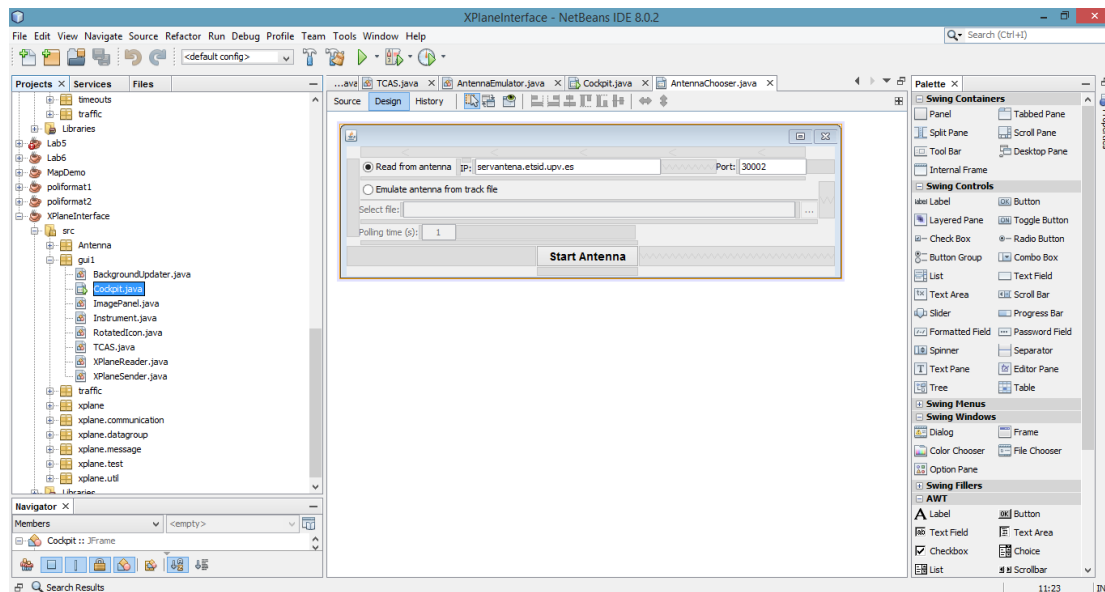 XPlaneInterface - NetBeans IDE 8.0.2
File Edit View Navigate Source Refactor Run Debug Profile Team Tools Window Help
Search (Ctrl+I)
<default config>
Projects Services Files
timeouts
traffic
Libraries
Lab5
Lab6
MapDemo
poliformat1
poliformat2
XPlaneInterface
src
Antenna
gui1
BackgroundUpdater.java
Cockpit.java
ImagePanel.java
Instrument.java
RotatedIcon.java
TCAS.java
XPlaneReader.java
XPlaneSender.java
traffic
xplane
xplane.communication
xplane.datagroup
xplane.message
xplane.test
xplane.util
Libraries
Navigator
Members <empty>
Cockpit :: JFrame
Search Results
...ava TCAS.java AntennaEmulator.java Cockpit.java AntennaChooser.java
Source Design History
Read from antenna IP: servantena.etsid.upv.es Port: 30002
Emulate antenna from track file
Select file: ...
Polling time (s): 1
Start Antenna
Palette
Swing Containers
Panel Tabbed Pane
Split Pane Scroll Pane
Tool Bar Desktop Pane
Internal Frame
Swing Controls
label Label OK Button
Layered Pane ON Toggle Button
Check Box Radio Button
Button Group Combo Box
List Text Field
Text Area Scroll Bar
Slider Progress Bar
Formatted Field Password Field
Spinner Separator
Text Pane Editor Pane
Tree Table
Swing Menus
Swing Windows
Dialog Frame
Color Chooser File Chooser
Option Pane
Swing Fillers
AWT
Label OK Button
Text Field Text Area
Checkbox Choice
List Scrollbar
11:23 IN